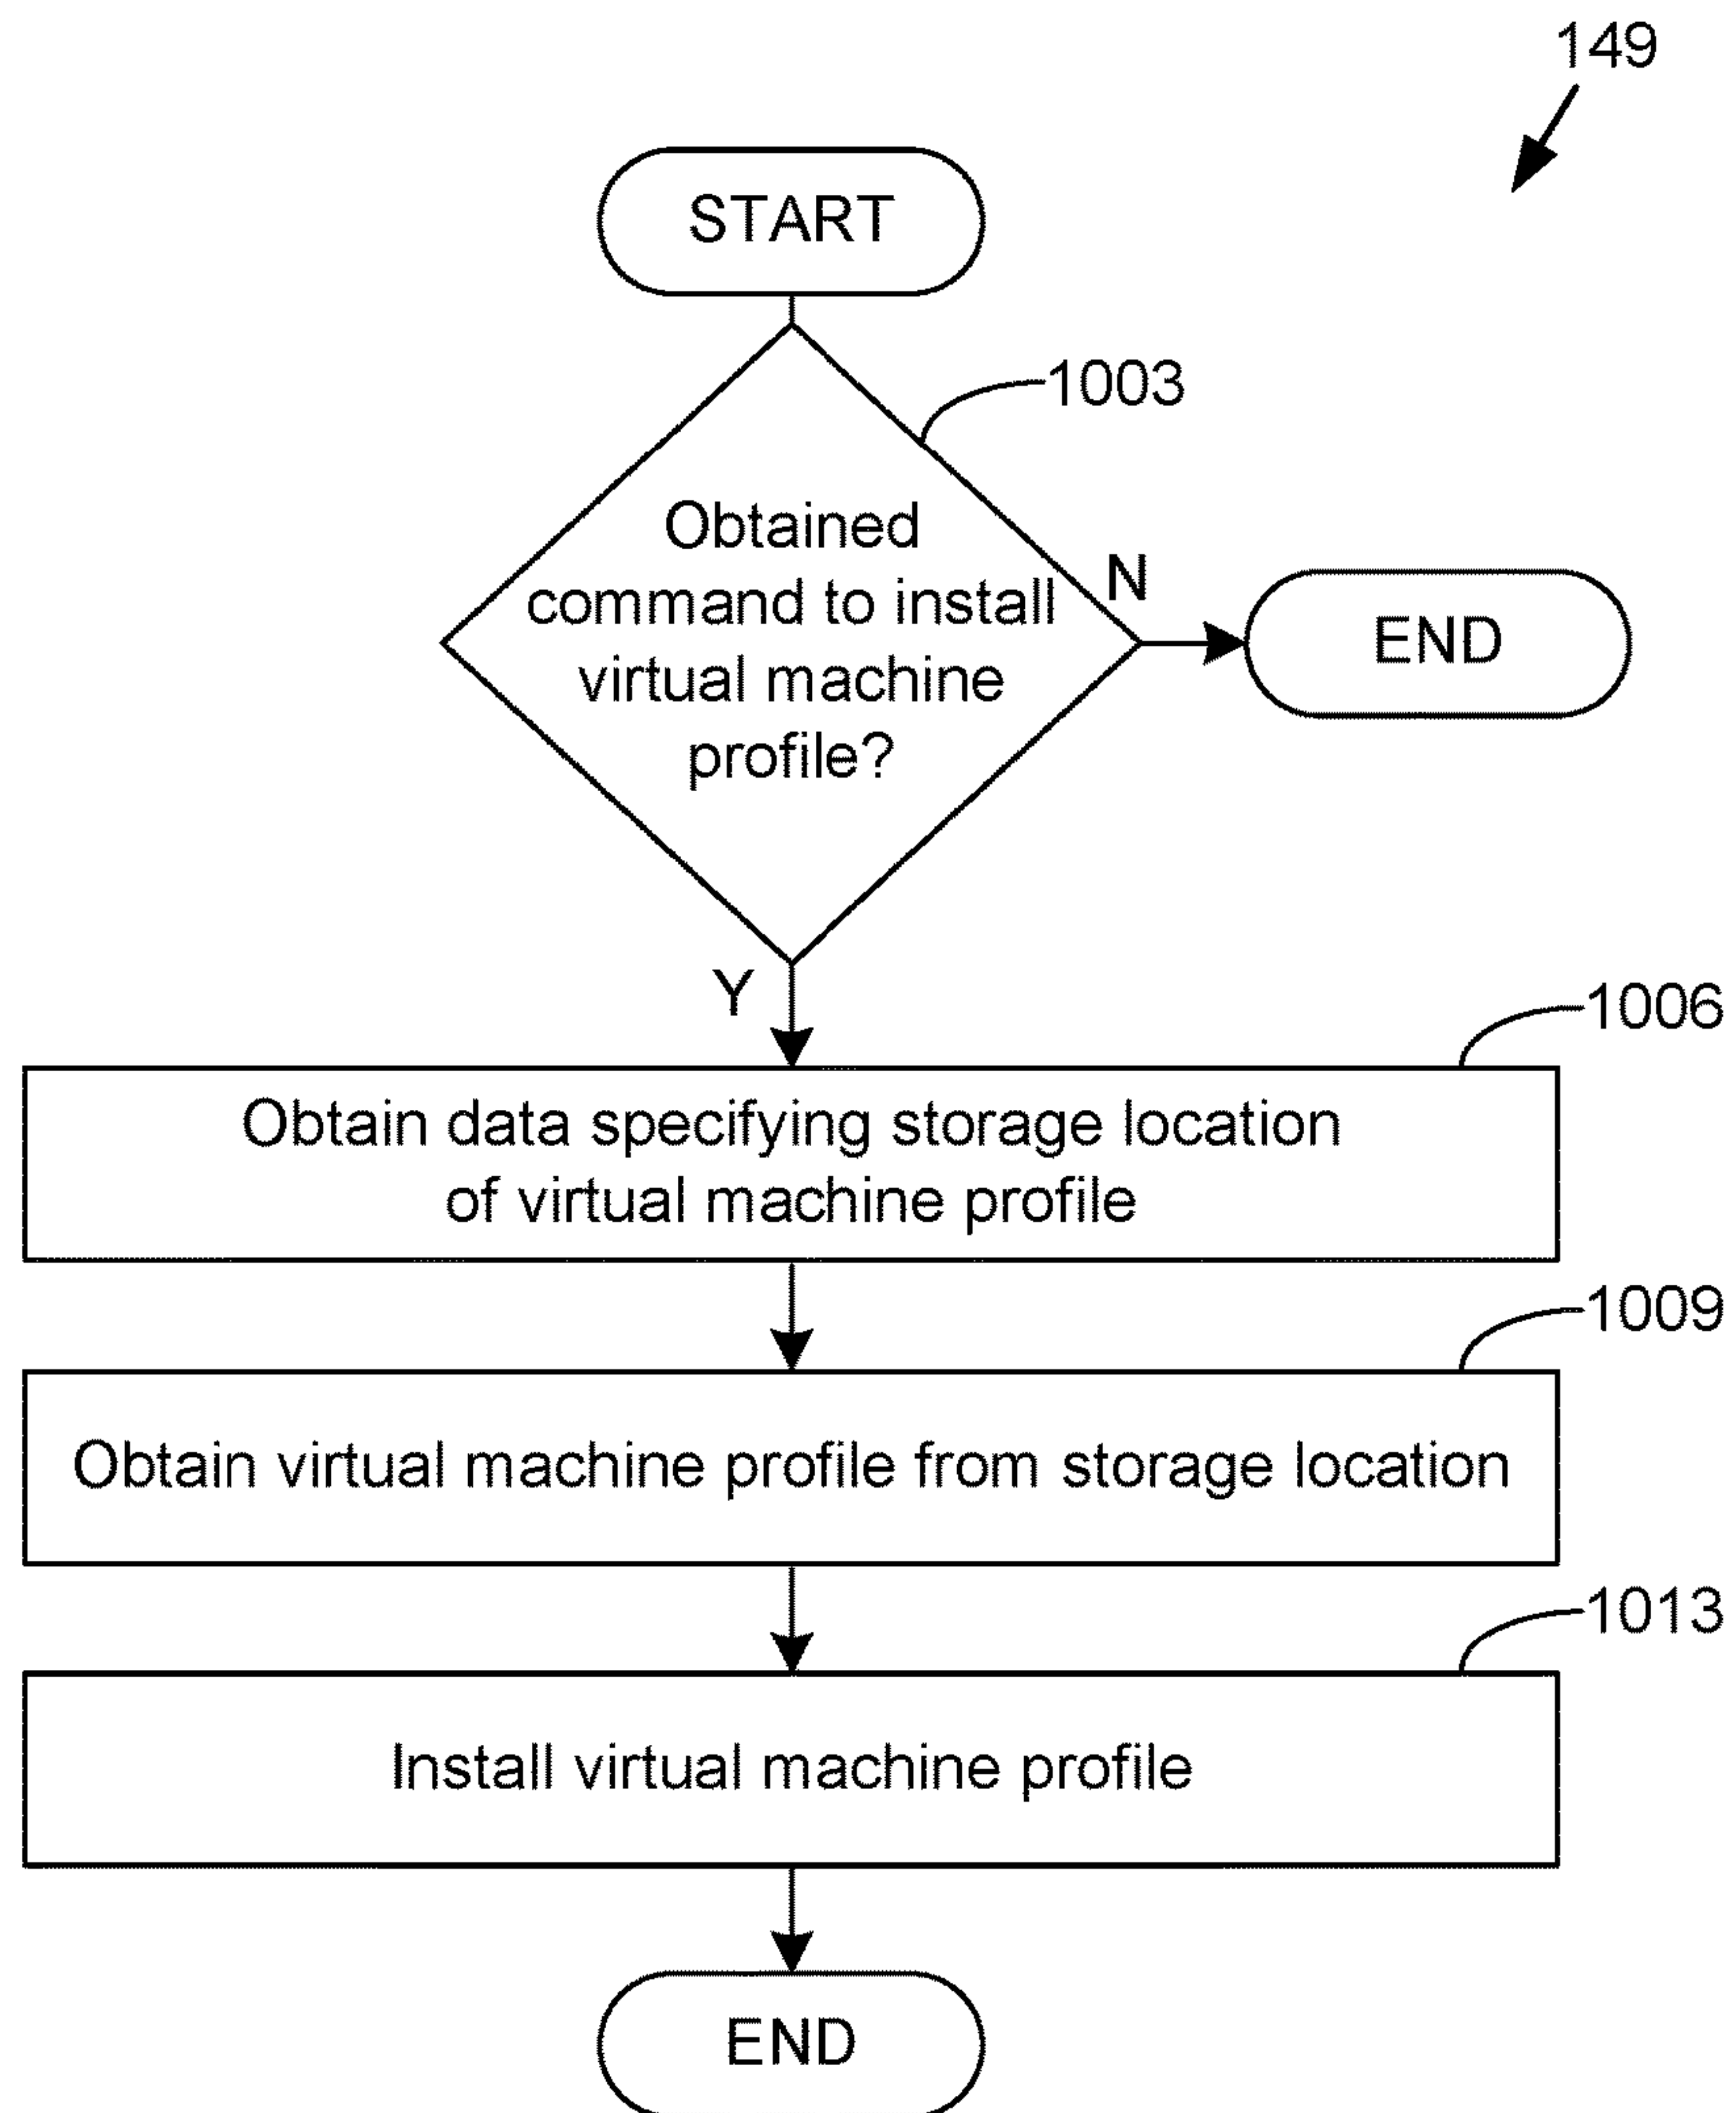 149
START
1003
Obtained
command to install
virtual machine
profile?
N
END
Y
1006
Obtain data specifying storage location
of virtual machine profile
1009
Obtain virtual machine profile from storage location
1013
Install virtual machine profile
END